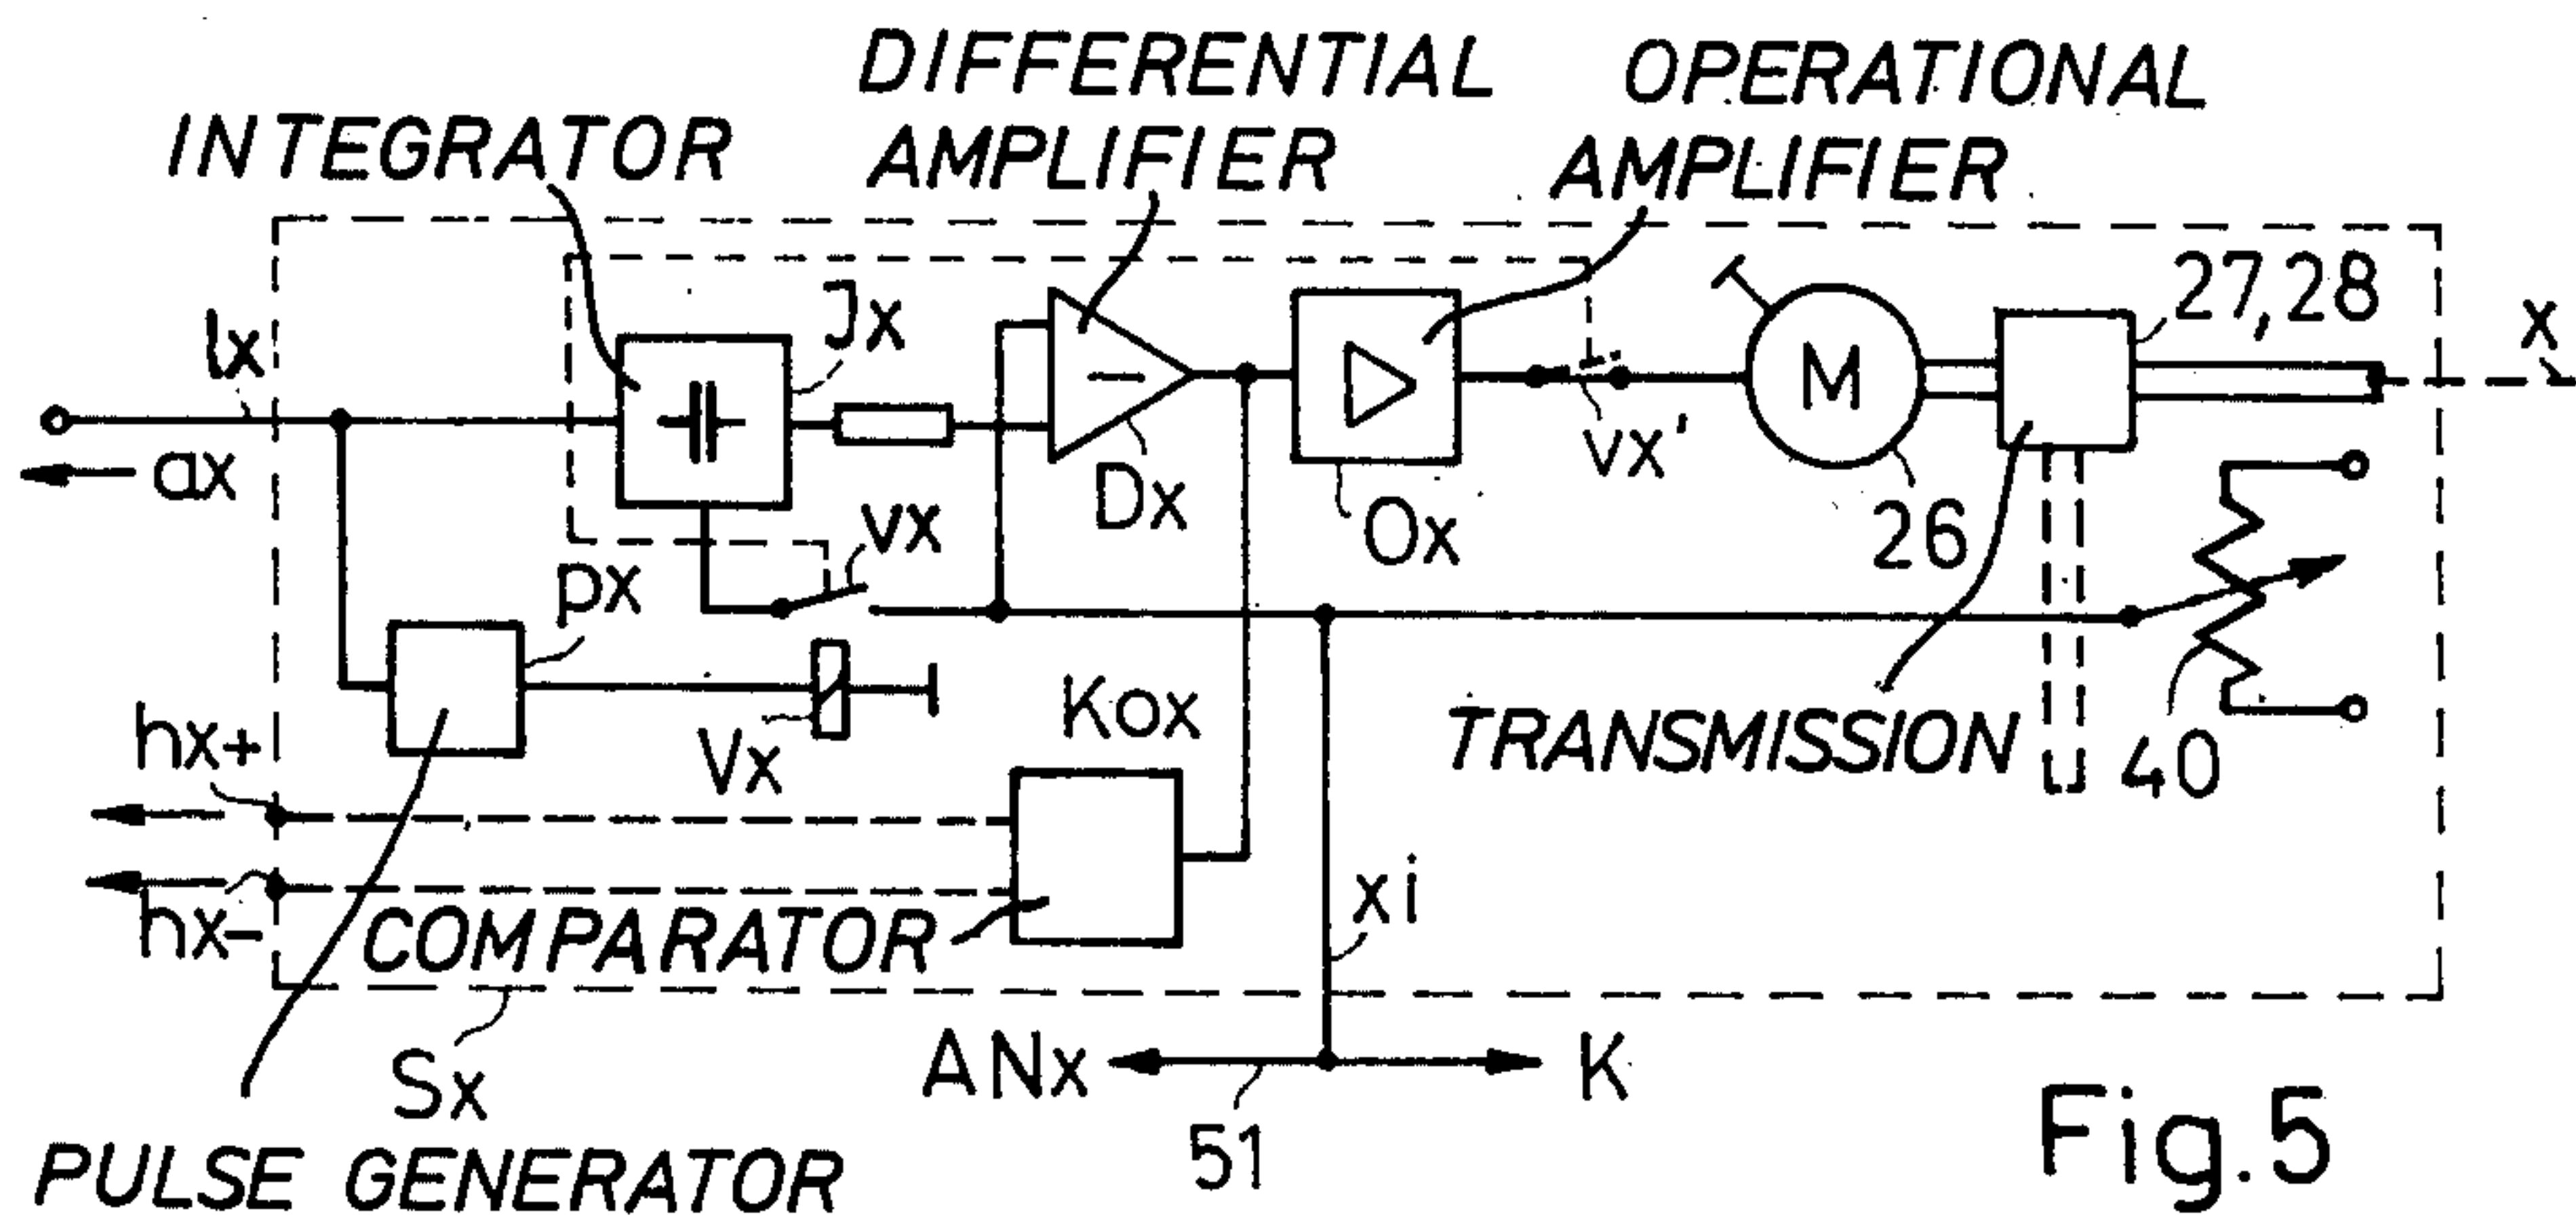 DIFFERENTIAL
AMPLIFIER
OPERATIONAL
AMPLIFIER
INTEGRATOR
27,28
Jx
x
lx
ax
M
Dx
Ox
vx'
26
vx
px
Vx
Kox
TRANSMISSION
40
hx+
hx-
COMPARATOR
xi
Sx
ANx
K
51
PULSE GENERATOR
Fig.5